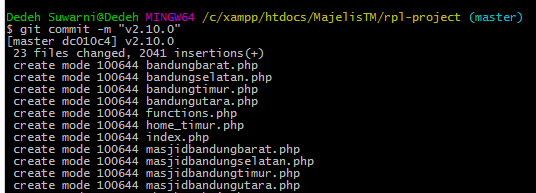 Dedeh Suwarni@Dedeh MINGW64 /c/xampp/htdocs/MajelisTM/rpl-project (master)
$ git commit -m "v2.10.0"
[master dc010c4] v2.10.0
 23 files changed, 2041 insertions(+)
 create mode 100644 bandungbarat.php
 create mode 100644 bandungselatan.php
 create mode 100644 bandungtimur.php
 create mode 100644 bandungutara.php
 create mode 100644 functions.php
 create mode 100644 home_timur.php
 create mode 100644 index.php
 create mode 100644 masjidbandungbarat.php
 create mode 100644 masjidbandungselatan.php
 create mode 100644 masjidbandungtimur.php
 create mode 100644 masjidbandungutara.php